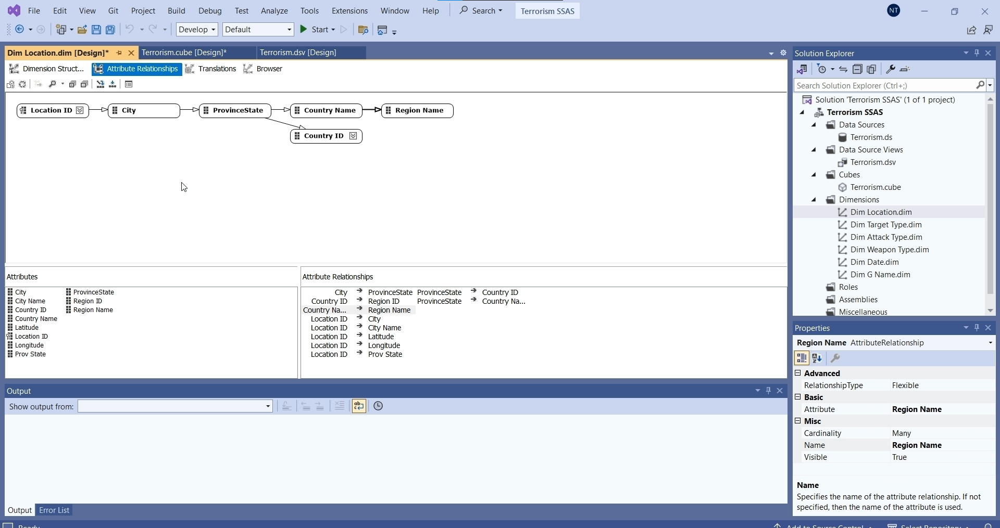 File Edit View Git Project Build Debug Test Analyze Tools Extensions Window Help Search Terrorism SSAS NT
Develop Default Start
Dim Location.dim [Design]* Terrorism.cube [Design]* Terrorism.dsv [Design]
Dimension Struct... Attribute Relationships Translations Browser
Location ID City ProvinceState Country Name Region Name
Country ID
Attributes
City ProvinceState
City Name Region ID
Country ID Region Name
Country Name
Latitude
Location ID
Longitude
Prov State
Attribute Relationships
City → ProvinceState ProvinceState → Country ID
Country ID → Region ID ProvinceState → Country Na...
Country Na... → Region Name
Location ID → City
Location ID → City Name
Location ID → Latitude
Location ID → Longitude
Location ID → Prov State
Output
Show output from:
Output Error List
Solution Explorer
Search Solution Explorer (Ctrl+;)
Solution 'Terrorism SSAS' (1 of 1 project)
Terrorism SSAS
Data Sources
Terrorism.ds
Data Source Views
Terrorism.dsv
Cubes
Terrorism.cube
Dimensions
Dim Location.dim
Dim Target Type.dim
Dim Attack Type.dim
Dim Weapon Type.dim
Dim Date.dim
Dim G Name.dim
Roles
Assemblies
Miscellaneous
Properties
Region Name AttributeRelationship
Advanced
RelationshipType Flexible
Basic
Attribute Region Name
Misc
Cardinality Many
Name Region Name
Visible True
Name
Specifies the name of the attribute relationship. If not
specified, then the name of the attribute is used.
Ready Add to Source Control Select Repository